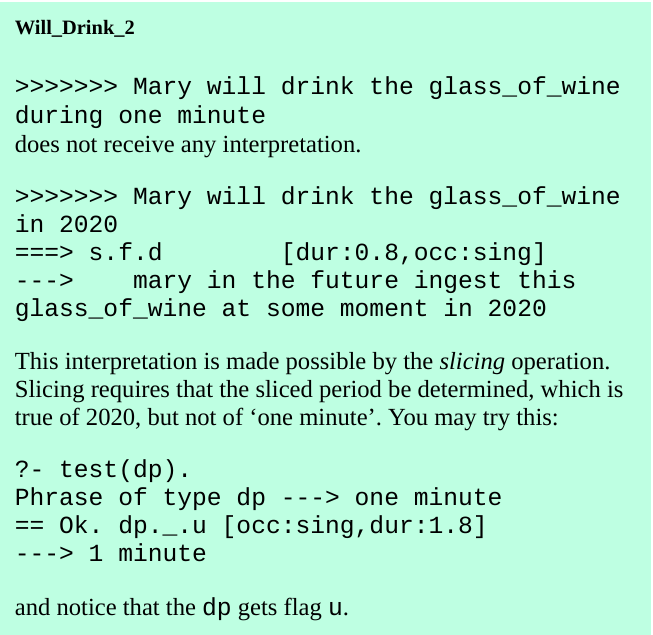 Will_Drink_2
>>>>>>> Mary will drink the glass_of_wine
during one minute
does not receive any interpretation.
>>>>>>> Mary will drink the glass_of_wine
in 2020
===> s.f.d        [dur:0.8,occ:sing]
--->    mary in the future ingest this
glass_of_wine at some moment in 2020
This interpretation is made possible by the slicing operation.
Slicing requires that the sliced period be determined, which is
true of 2020, but not of ‘one minute’. You may try this:
?- test(dp).
Phrase of type dp ---> one minute
== Ok. dp._.u [occ:sing,dur:1.8]
---> 1 minute
and notice that the dp gets flag u.